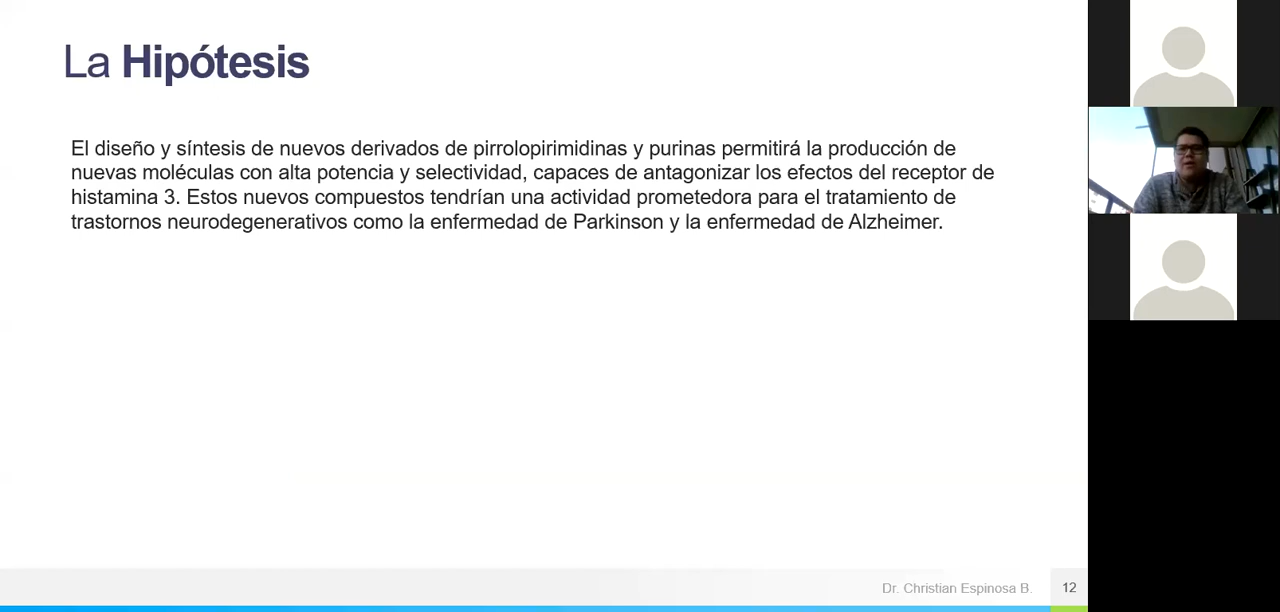 La Hipótesis
El diseño y síntesis de nuevos derivados de pirrolopirimidinas y purinas permitirá la producción de
nuevas moléculas con alta potencia y selectividad, capaces de antagonizar los efectos del receptor de
histamina 3. Estos nuevos compuestos tendrían una actividad prometedora para el tratamiento de
trastornos neurodegenerativos como la enfermedad de Parkinson y la enfermedad de Alzheimer.
Dr. Christian Espinosa B.
12